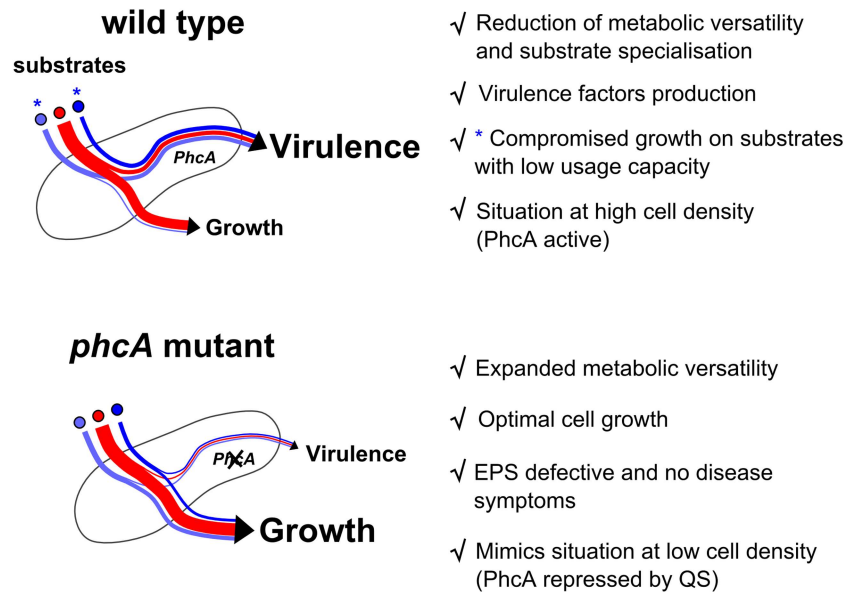 wild type
substrates
* *
PhcA
Virulence
Growth
√ Reduction of metabolic versatility
and substrate specialisation
√ Virulence factors production
√ * Compromised growth on substrates
with low usage capacity
√ Situation at high cell density
(PhcA active)
phcA mutant
PhcA
Virulence
Growth
√ Expanded metabolic versatility
√ Optimal cell growth
√ EPS defective and no disease
symptoms
√ Mimics situation at low cell density
(PhcA repressed by QS)